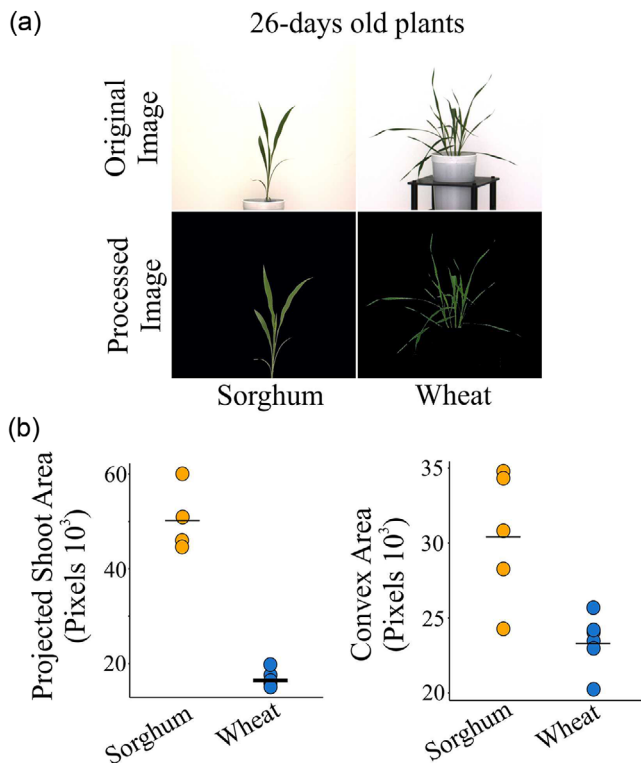 (a)
26-days old plants
Original
Image
Processed
Image
Sorghum
Wheat
(b)
Projected Shoot Area
(Pixels 10³)
60
40
20
Sorghum
Wheat
Convex Area
(Pixels 10³)
35
30
25
20
Sorghum
Wheat